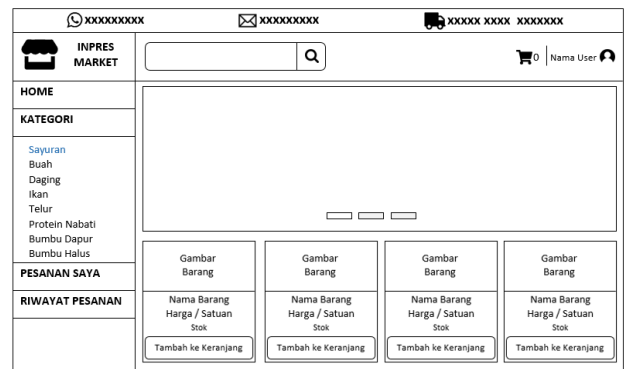 xxxxxxxxx
xxxxxxxxx
xxxxx xxxx xxxxxxx
INPRES
MARKET
0
Nama User
HOME
KATEGORI
Sayuran
Buah
Daging
Ikan
Telur
Protein Nabati
Bumbu Dapur
Bumbu Halus
PESANAN SAYA
RIWAYAT PESANAN
Gambar
Barang
Nama Barang
Harga / Satuan
Stok
Tambah ke Keranjang
Gambar
Barang
Nama Barang
Harga / Satuan
Stok
Tambah ke Keranjang
Gambar
Barang
Nama Barang
Harga / Satuan
Stok
Tambah ke Keranjang
Gambar
Barang
Nama Barang
Harga / Satuan
Stok
Tambah ke Keranjang